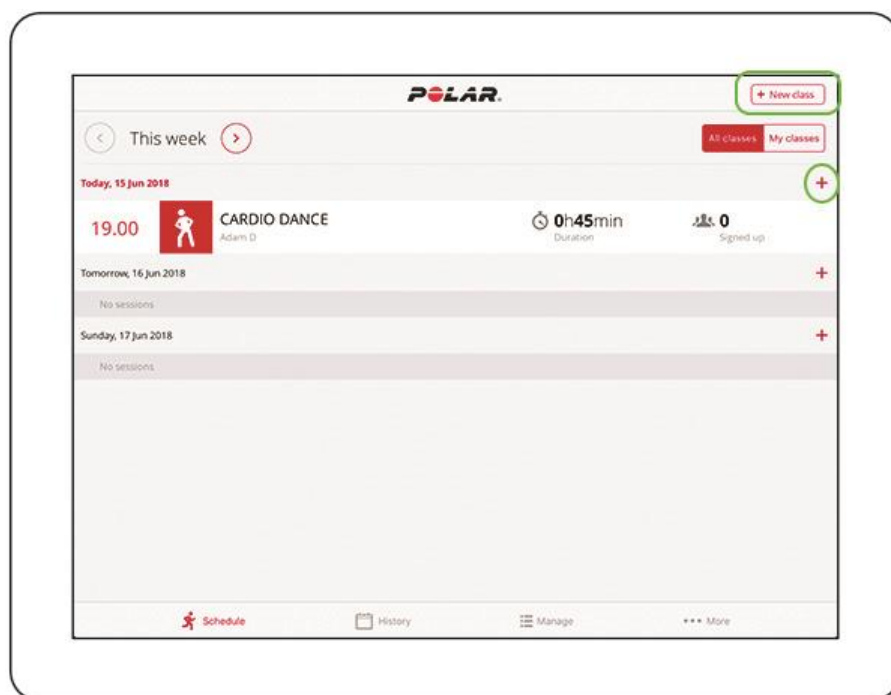 POLAR.
+ New class
This week
All classes My classes
Today, 15 Jun 2018
+
19.00
CARDIO DANCE
Adam D
0h45min
Duration
0
Signed up
Tomorrow, 16 Jun 2018
+
No sessions
Sunday, 17 Jun 2018
+
No sessions
Schedule History Manage ••• More